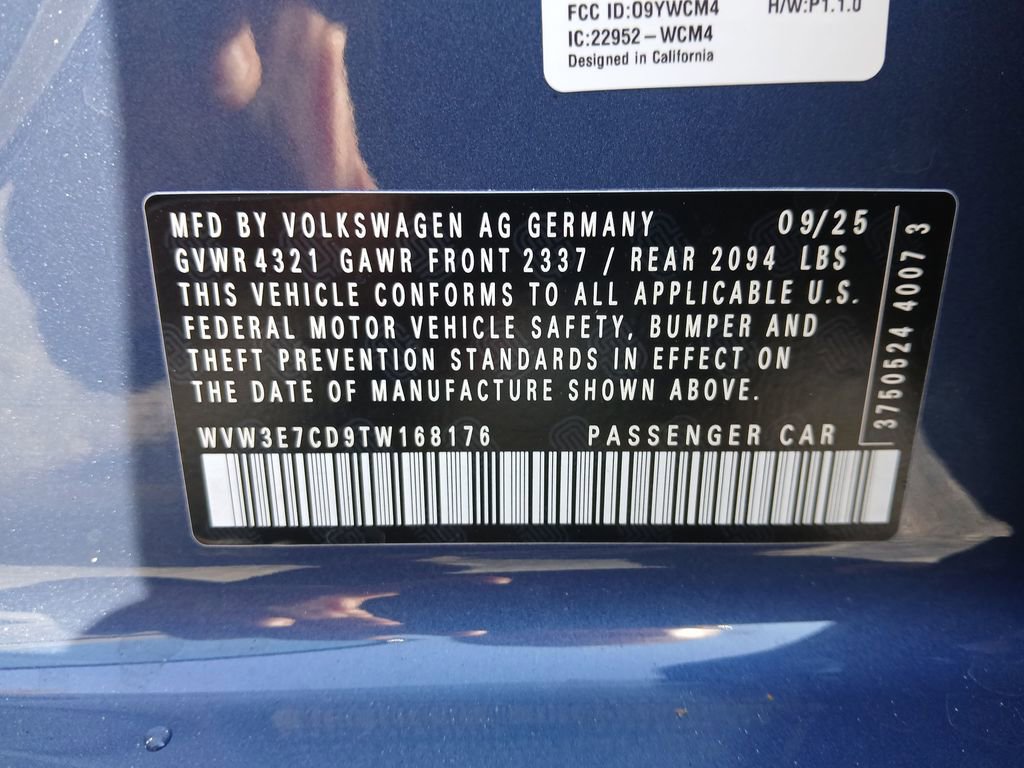 FCC ID:O9YWCM4
H/W:P1.1.0
IC:22952-WCM4
Designed in California
MFD BY VOLKSWAGEN AG GERMANY 09/25
GVWR 4321 GAWR FRONT 2337 / REAR 2094 LBS
THIS VEHICLE CONFORMS TO ALL APPLICABLE U.S.
FEDERAL MOTOR VEHICLE SAFETY, BUMPER AND
THEFT PREVENTION STANDARDS IN EFFECT ON
THE DATE OF MANUFACTURE SHOWN ABOVE.
WVW3E7CD9TW168176 PASSENGER CAR
3750524 4007 3